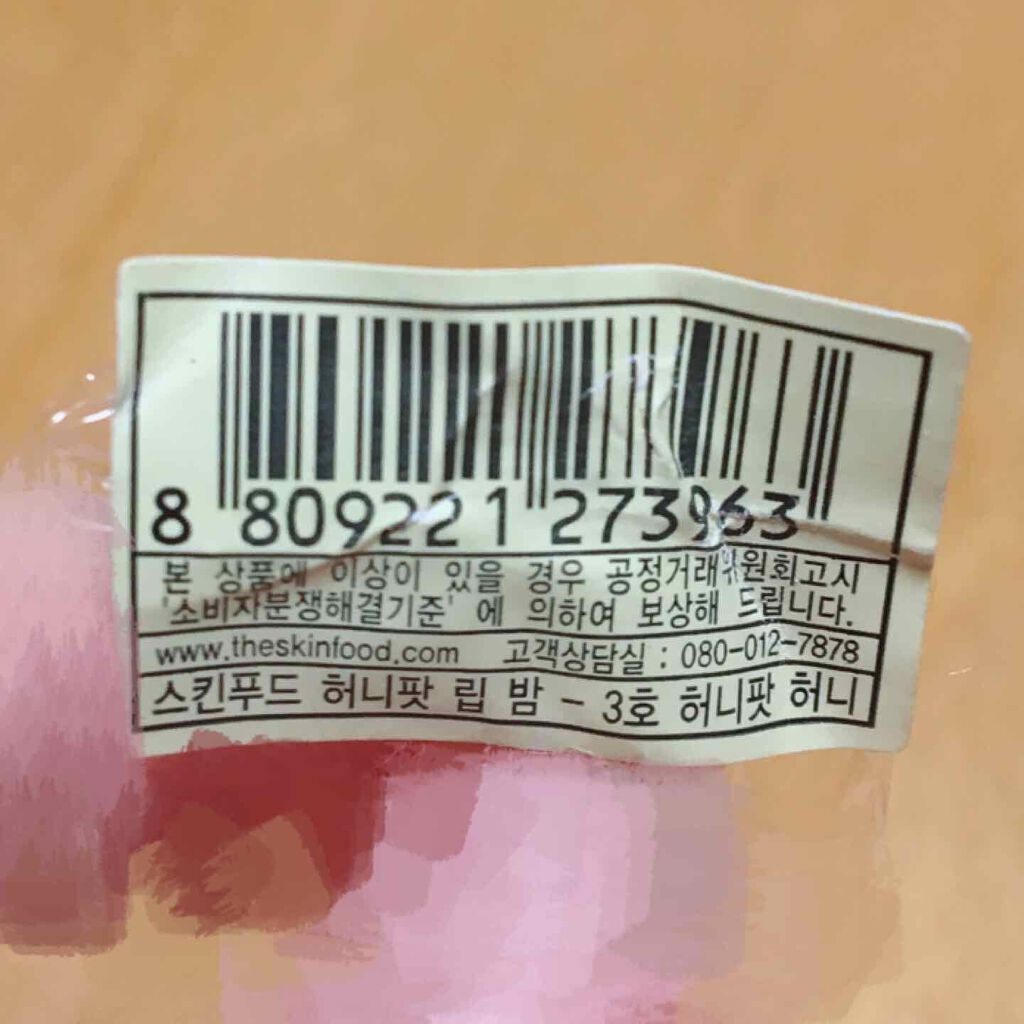 8 809221 273963
본 상품에 이상이 있을 경우 공정거래위원회고시
'소비자분쟁해결기준' 에 의하여 보상해 드립니다.
www.theskinfood.com 고객상담실 : 080-012-7878
스킨푸드 허니팟 립 밤 - 3호 허니팟 허니